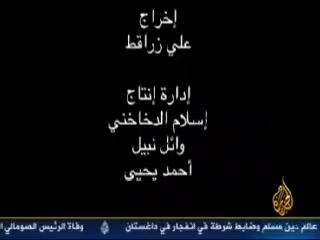 إخراج
علي زراقط
إدارة إنتاج
إسلام الدخاخني
وائل نبيل
أحمد يحيى
عالم دين مسلم وضابط شرطة في انفجار في داغستان
وفاة الرئيس الصومالي